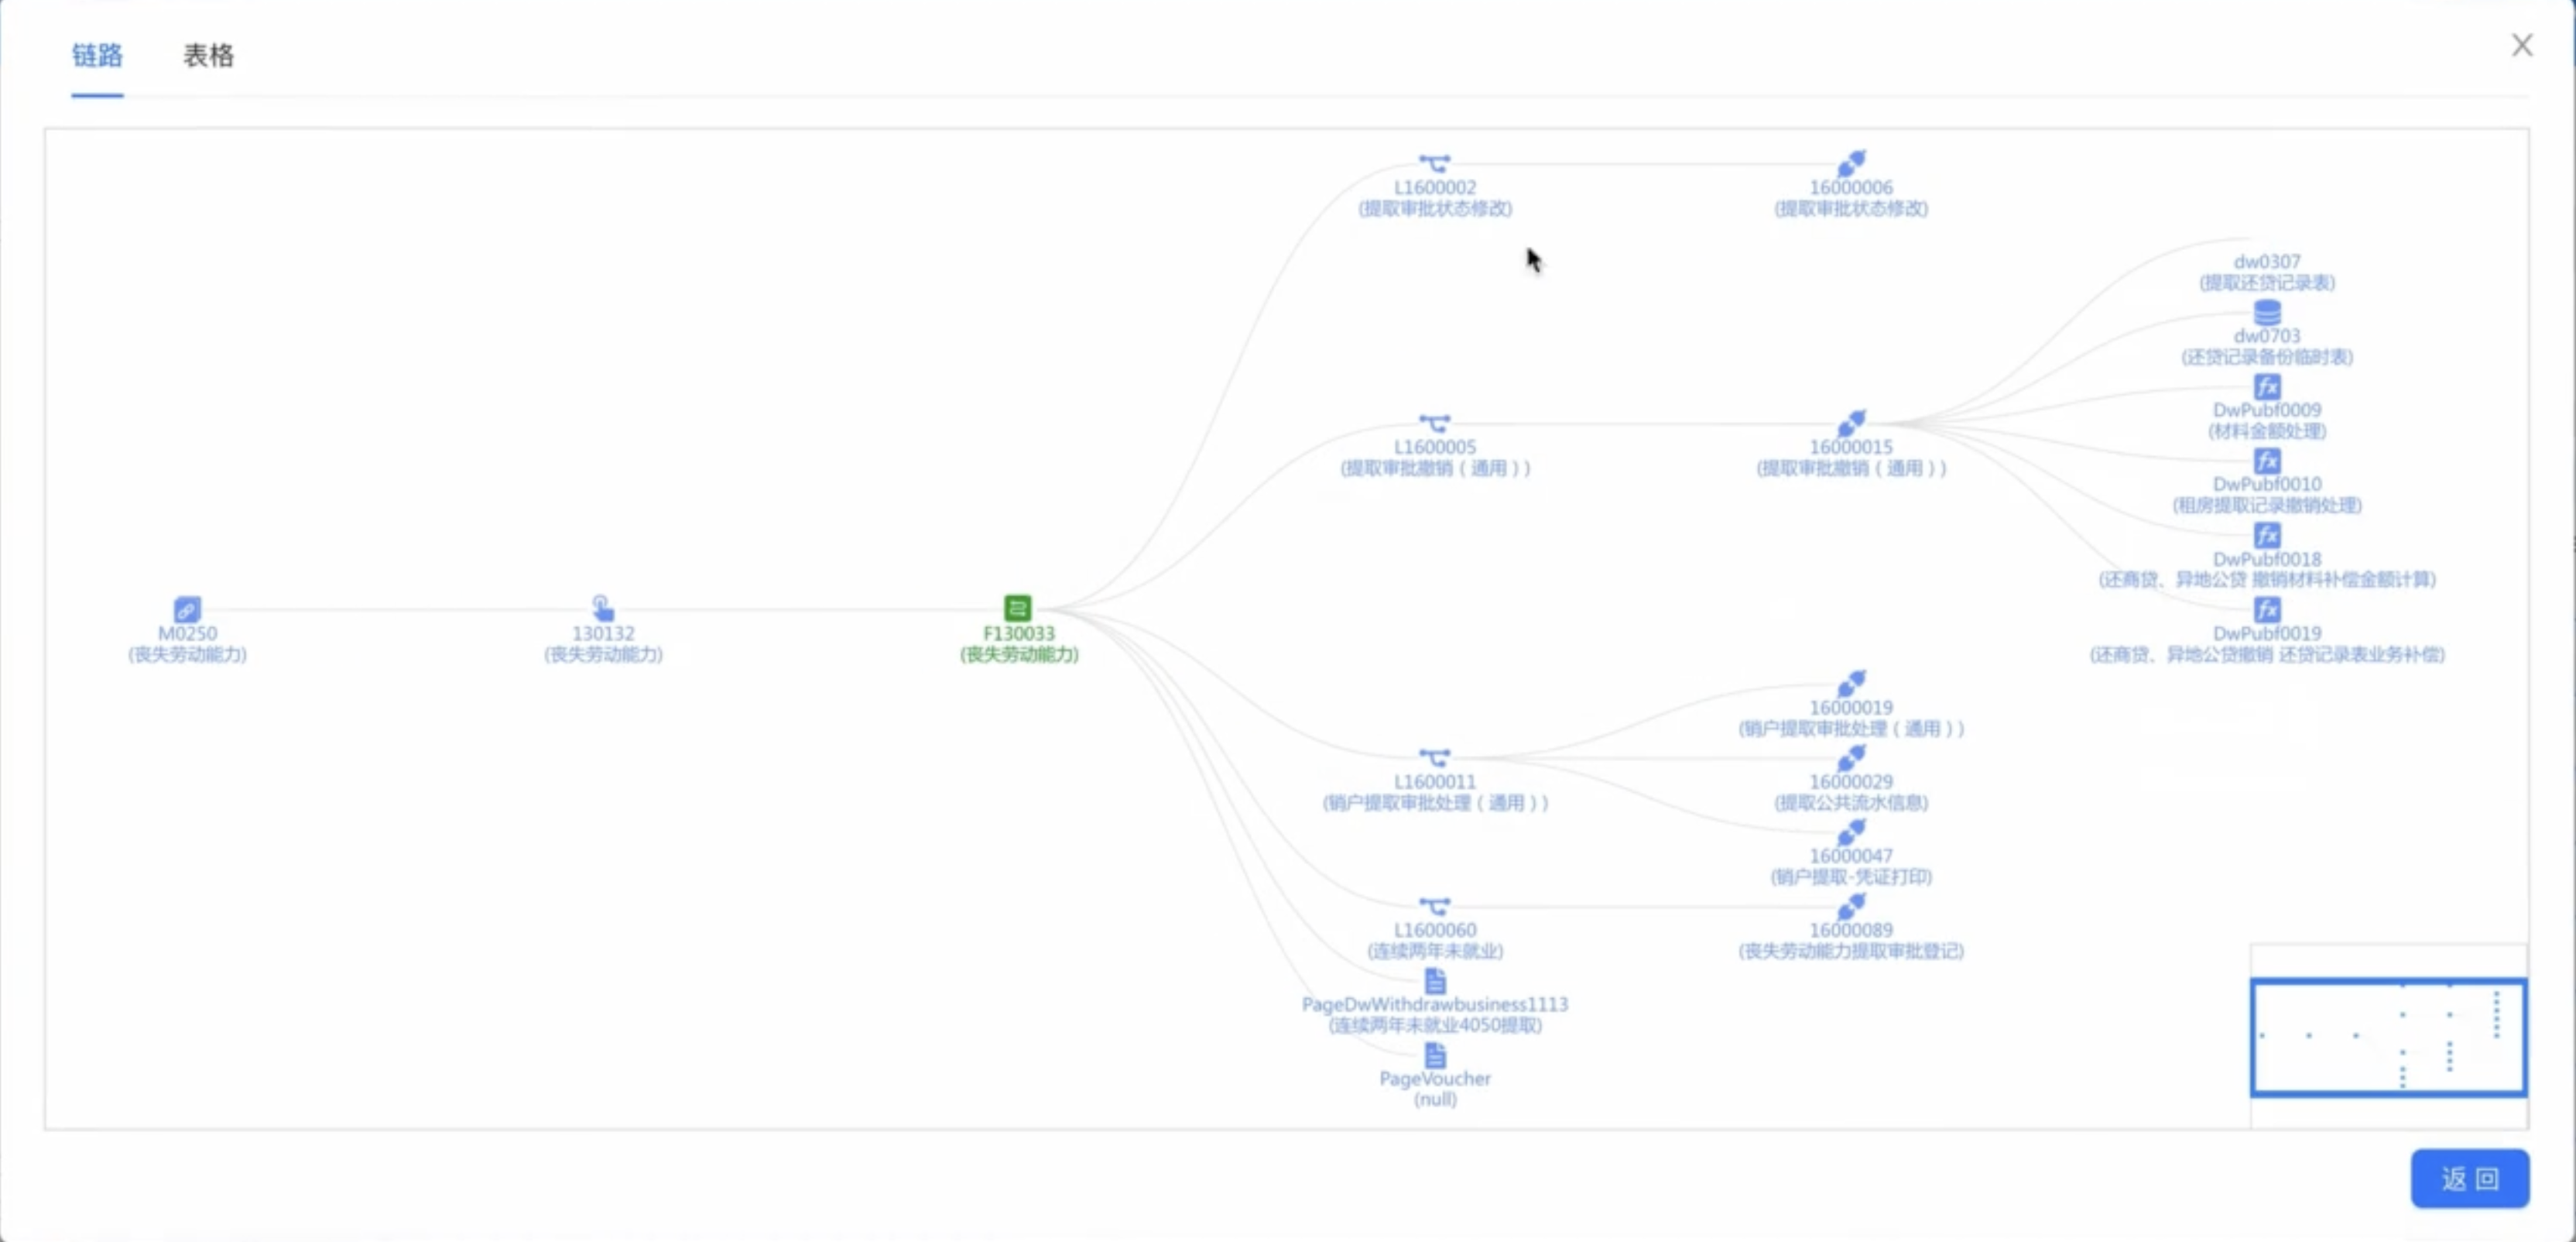 链路
表格
L1600002
(提取审批状态修改)
16000006
(提取审批状态修改)
dw0307
(提取还贷记录表)
dw0703
(还贷记录备份临时表)
DwPubf0009
(材料金额处理)
L1600005
(提取审批撤销(通用))
16000015
(提取审批撤销(通用))
DwPubf0010
(租房提取记录撤销处理)
DwPubf0018
(还商贷、异地公贷 撤销材料补偿金额计算)
M0250
(丧失劳动能力)
130132
(丧失劳动能力)
F130033
(丧失劳动能力)
DwPubf0019
(还商贷、异地公贷撤销 还贷记录表业务补偿)
16000019
(销户提取审批处理(通用))
L1600011
(销户提取审批处理(通用))
16000029
(提取公共流水信息)
16000047
(销户提取-凭证打印)
L1600060
(连续两年未就业)
16000089
(丧失劳动能力提取审批登记)
PageDwWithdrawbusiness1113
(连续两年未就业4050提取)
PageVoucher
(null)
返 回